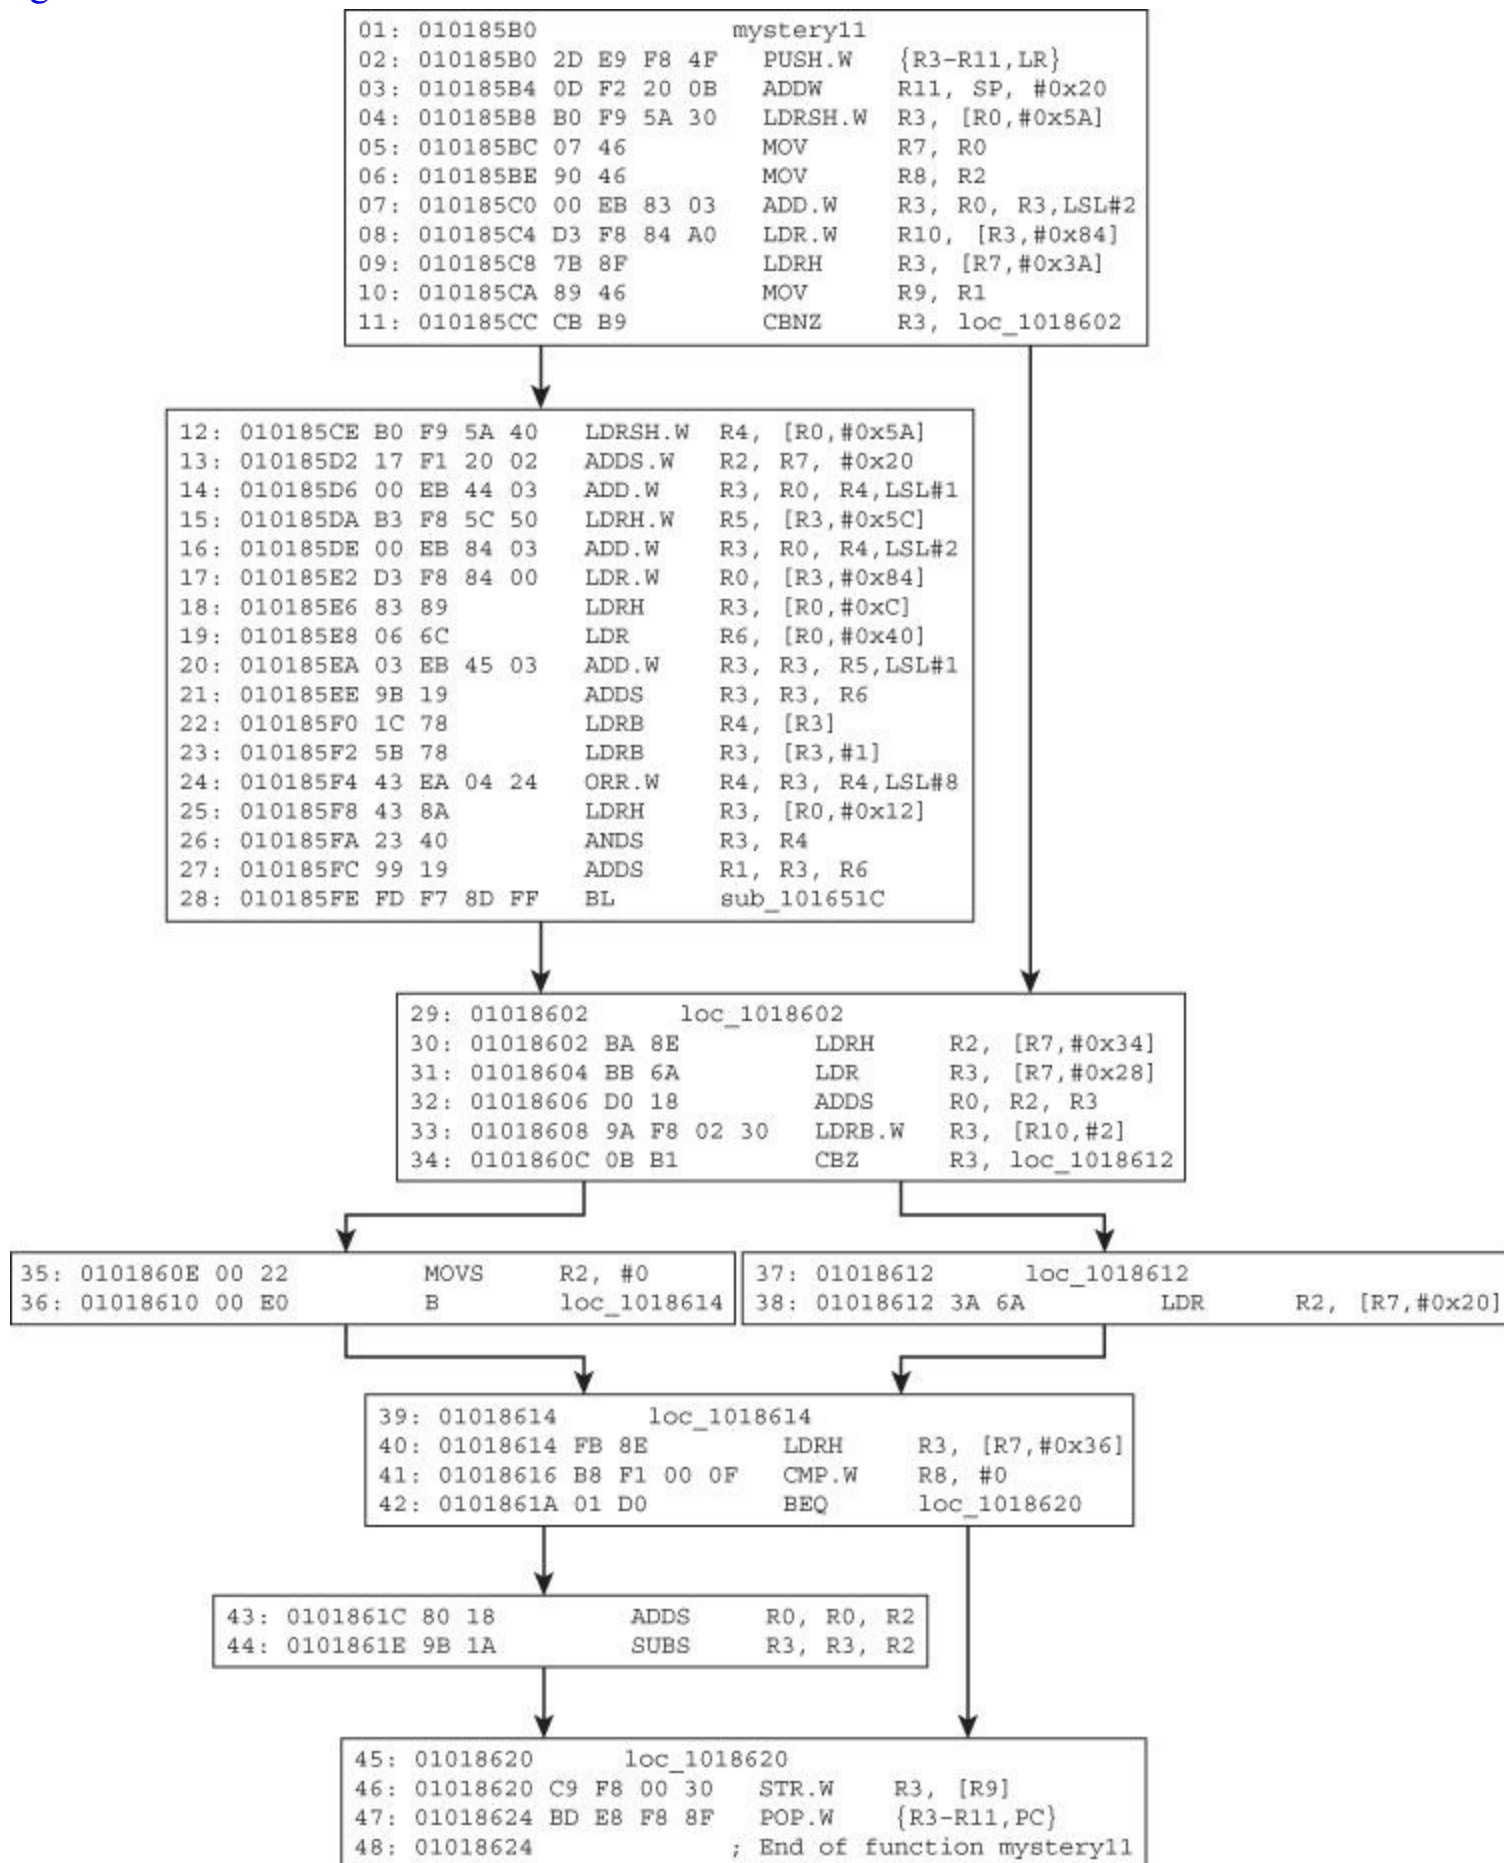 01: 010185B0 mystery11
02: 010185B0 2D E9 F8 4F PUSH.W {R3-R11,LR}
03: 010185B4 0D F2 20 0B ADDW R11, SP, #0x20
04: 010185B8 B0 F9 5A 30 LDRSH.W R3, [R0,#0x5A]
05: 010185BC 07 46 MOV R7, R0
06: 010185BE 90 46 MOV R8, R2
07: 010185C0 00 EB 83 03 ADD.W R3, R0, R3,LSL#2
08: 010185C4 D3 F8 84 A0 LDR.W R10, [R3,#0x84]
09: 010185C8 7B 8F LDRH R3, [R7,#0x3A]
10: 010185CA 89 46 MOV R9, R1
11: 010185CC CB B9 CBNZ R3, loc_1018602
12: 010185CE B0 F9 5A 40 LDRSH.W R4, [R0,#0x5A]
13: 010185D2 17 F1 20 02 ADDS.W R2, R7, #0x20
14: 010185D6 00 EB 44 03 ADD.W R3, R0, R4,LSL#1
15: 010185DA B3 F8 5C 50 LDRH.W R5, [R3,#0x5C]
16: 010185DE 00 EB 84 03 ADD.W R3, R0, R4,LSL#2
17: 010185E2 D3 F8 84 00 LDR.W R0, [R3,#0x84]
18: 010185E6 83 89 LDRH R3, [R0,#0xC]
19: 010185E8 06 6C LDR R6, [R0,#0x40]
20: 010185EA 03 EB 45 03 ADD.W R3, R3, R5,LSL#1
21: 010185EE 9B 19 ADDS R3, R3, R6
22: 010185F0 1C 78 LDRB R4, [R3]
23: 010185F2 5B 78 LDRB R3, [R3,#1]
24: 010185F4 43 EA 04 24 ORR.W R4, R3, R4,LSL#8
25: 010185F8 43 8A LDRH R3, [R0,#0x12]
26: 010185FA 23 40 ANDS R3, R4
27: 010185FC 99 19 ADDS R1, R3, R6
28: 010185FE FD F7 8D FF BL sub_101651C
29: 01018602 loc_1018602
30: 01018602 BA 8E LDRH R2, [R7,#0x34]
31: 01018604 BB 6A LDR R3, [R7,#0x28]
32: 01018606 D0 18 ADDS R0, R2, R3
33: 01018608 9A F8 02 30 LDRB.W R3, [R10,#2]
34: 0101860C 0B B1 CBZ R3, loc_1018612
35: 0101860E 00 22 MOVS R2, #0
36: 01018610 00 E0 B loc_1018614
37: 01018612 loc_1018612
38: 01018612 3A 6A LDR R2, [R7,#0x20]
39: 01018614 loc_1018614
40: 01018614 FB 8E LDRH R3, [R7,#0x36]
41: 01018616 B8 F1 00 0F CMP.W R8, #0
42: 0101861A 01 D0 BEQ loc_1018620
43: 0101861C 80 18 ADDS R0, R0, R2
44: 0101861E 9B 1A SUBS R3, R3, R2
45: 01018620 loc_1018620
46: 01018620 C9 F8 00 30 STR.W R3, [R9]
47: 01018624 BD E8 F8 8F POP.W {R3-R11,PC}
48: 01018624 ; End of function mystery11